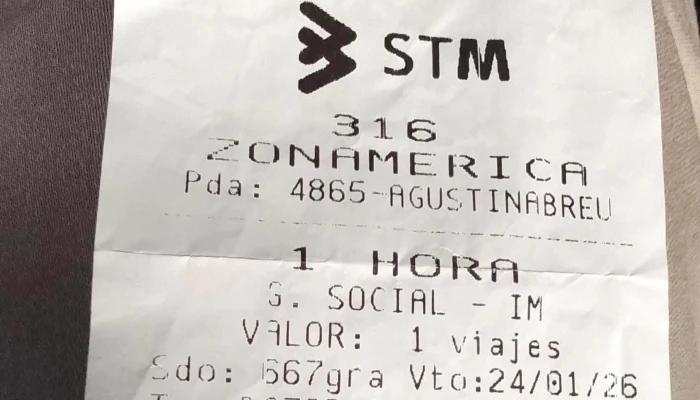 STM
316
ZONAMERICA
Pda: 4865-AGUSTINABREU
1 HORA
G. SOCIAL - IM
VALOR: 1 viajes
Sdo: 667gra Vto:24/01/26